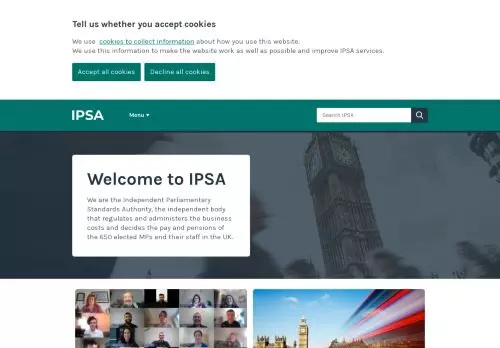 Tell us whether you accept cookies
We use cookies to collect information about how you use this website.
We use this information to make the website work as well as possible and improve IPSA services.
Accept all cookies
Decline all cookies
IPSA
Menu
Search IPSA
Welcome to IPSA
We are the Independent Parliamentary
Standards Authority, the independent body
that regulates and administers the business
costs and decides the pay and pensions of
the 650 elected MPs and their staff in the UK.